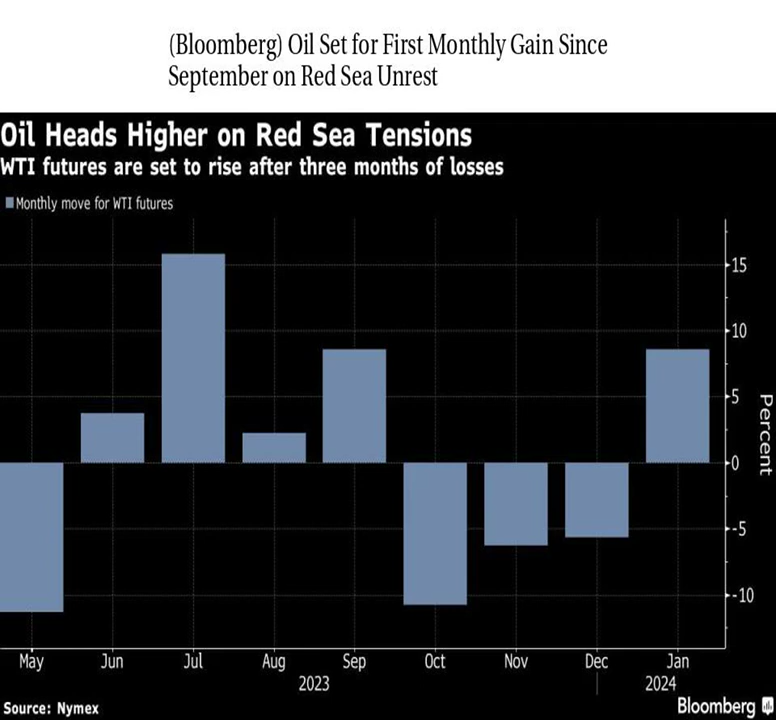 (Bloomberg) Oil Set for First Monthly Gain Since
September on Red Sea Unrest
Oil Heads Higher on Red Sea Tensions
WTI futures are set to rise after three months of losses
Monthly move for WTI futures
15
10
5
0
-5
-10
Percent
May Jun Jul Aug Sep Oct Nov Dec Jan
2023 2024
Source: Nymex
Bloomberg